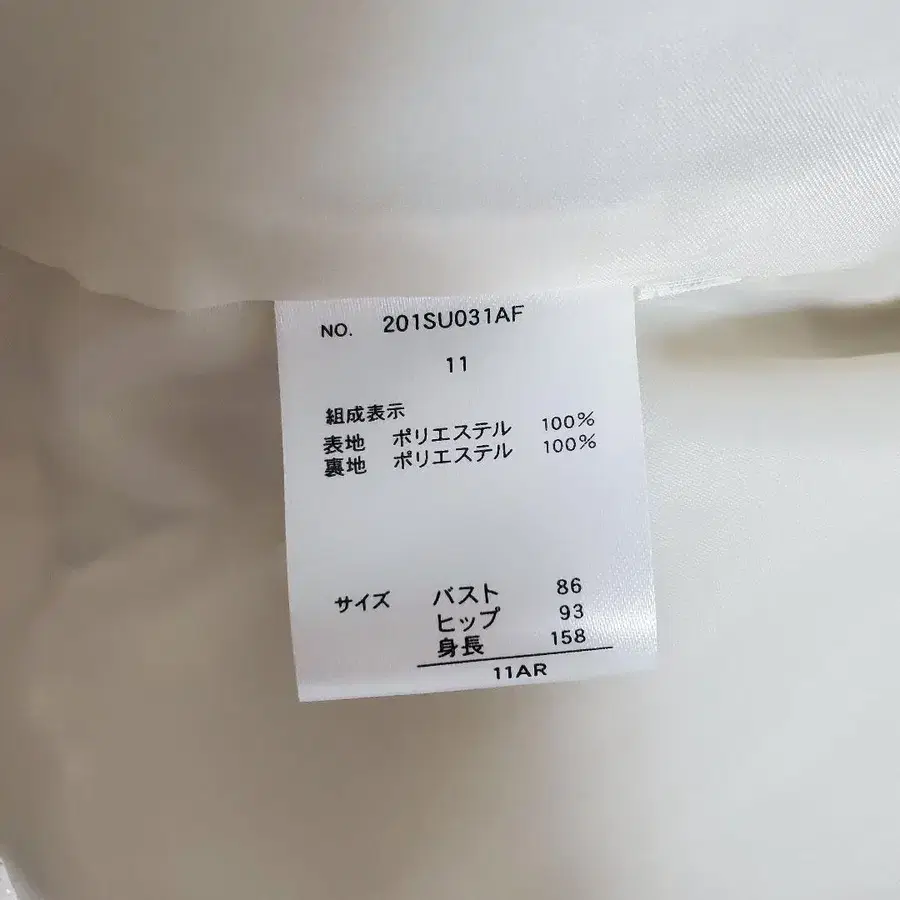 NO. 201SU031AF
11
組成表示
表地 ポリエステル 100%
裏地 ポリエステル 100%
サイズ バスト 86
ヒップ 93
身長 158
11AR